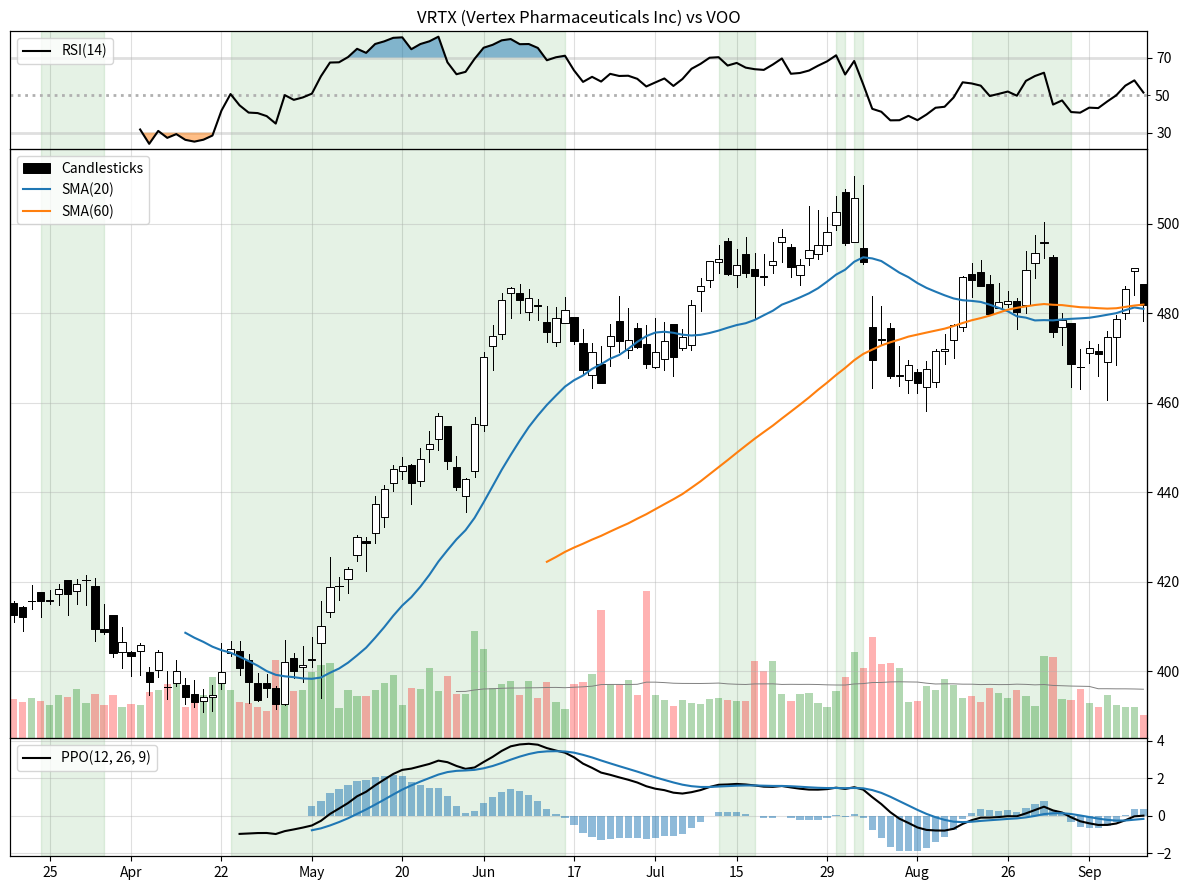 VRTX (Vertex Pharmaceuticals Inc) vs VOO
RSI(14)
70
50
30
Candlesticks
SMA(20)
SMA(60)
500
480
460
440
420
400
PPO(12, 26, 9)
4
2
0
−2
25 Apr 22 May 20 Jun 17 Jul 15 29 Aug 26 Sep